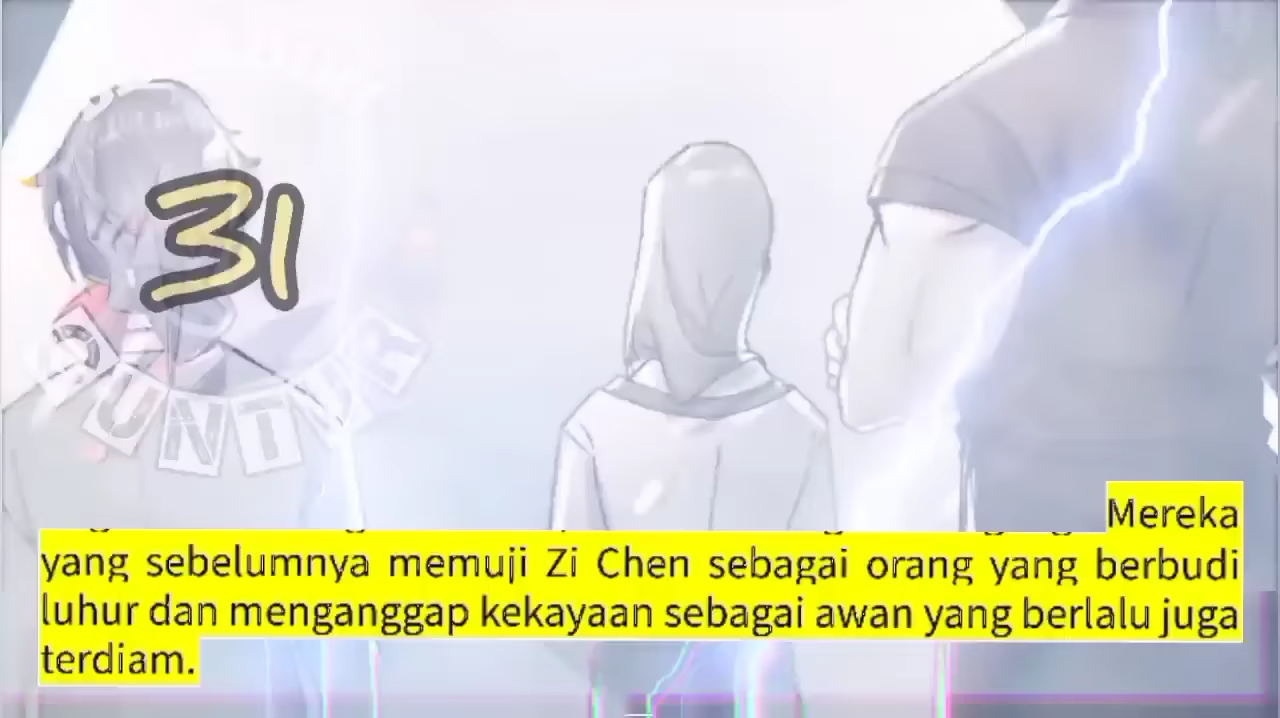 31
UNT
Mereka
yang sebelumnya memuji Zi Chen sebagai orang yang berbudi
luhur dan menganggap kekayaan sebagai awan yang berlalu juga
terdiam.